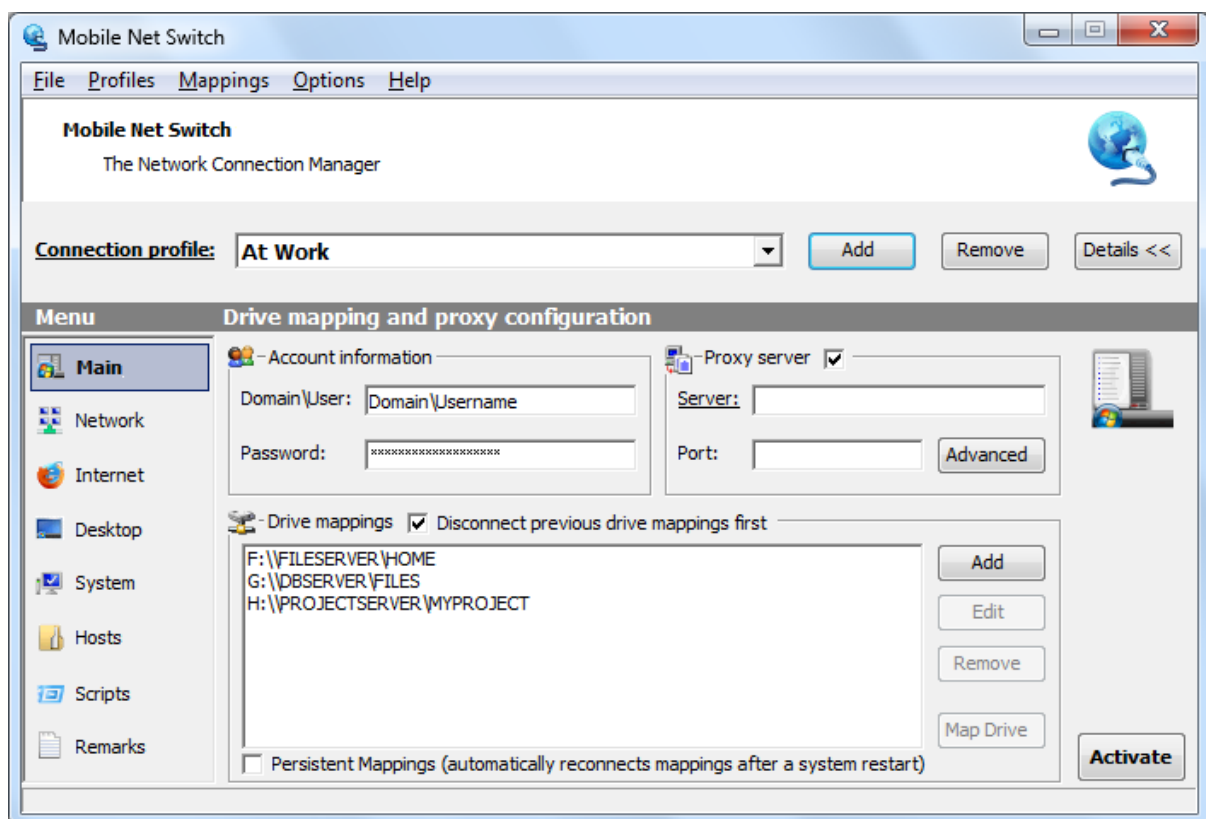 Mobile Net Switch
File Profiles Mappings Options Help
Mobile Net Switch
The Network Connection Manager
Connection profile: At Work Add Remove Details <<
Menu Drive mapping and proxy configuration
Main
Network
Internet
Desktop
System
Hosts
Scripts
Remarks
Account information
Domain\User: Domain\Username
Password: *******************
Proxy server
Server:
Port: Advanced
Drive mappings Disconnect previous drive mappings first
F:\\FILESERVER\HOME
G:\\DBSERVER\FILES
H:\\PROJECTSERVER\MYPROJECT
Add
Edit
Remove
Map Drive
Persistent Mappings (automatically reconnects mappings after a system restart)
Activate